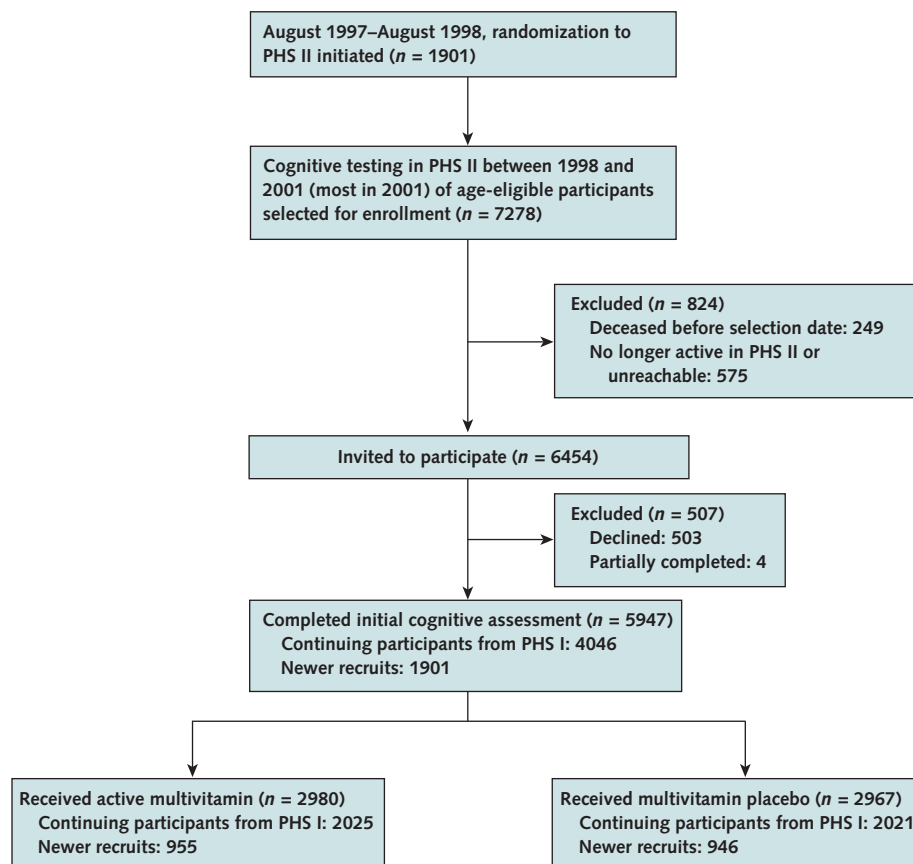 August 1997–August 1998, randomization to
PHS II initiated (n = 1901)
Cognitive testing in PHS II between 1998 and
2001 (most in 2001) of age-eligible participants
selected for enrollment (n = 7278)
Excluded (n = 824)
Deceased before selection date: 249
No longer active in PHS II or
unreachable: 575
Invited to participate (n = 6454)
Excluded (n = 507)
Declined: 503
Partially completed: 4
Completed initial cognitive assessment (n = 5947)
Continuing participants from PHS I: 4046
Newer recruits: 1901
Received active multivitamin (n = 2980)
Continuing participants from PHS I: 2025
Newer recruits: 955
Received multivitamin placebo (n = 2967)
Continuing participants from PHS I: 2021
Newer recruits: 946